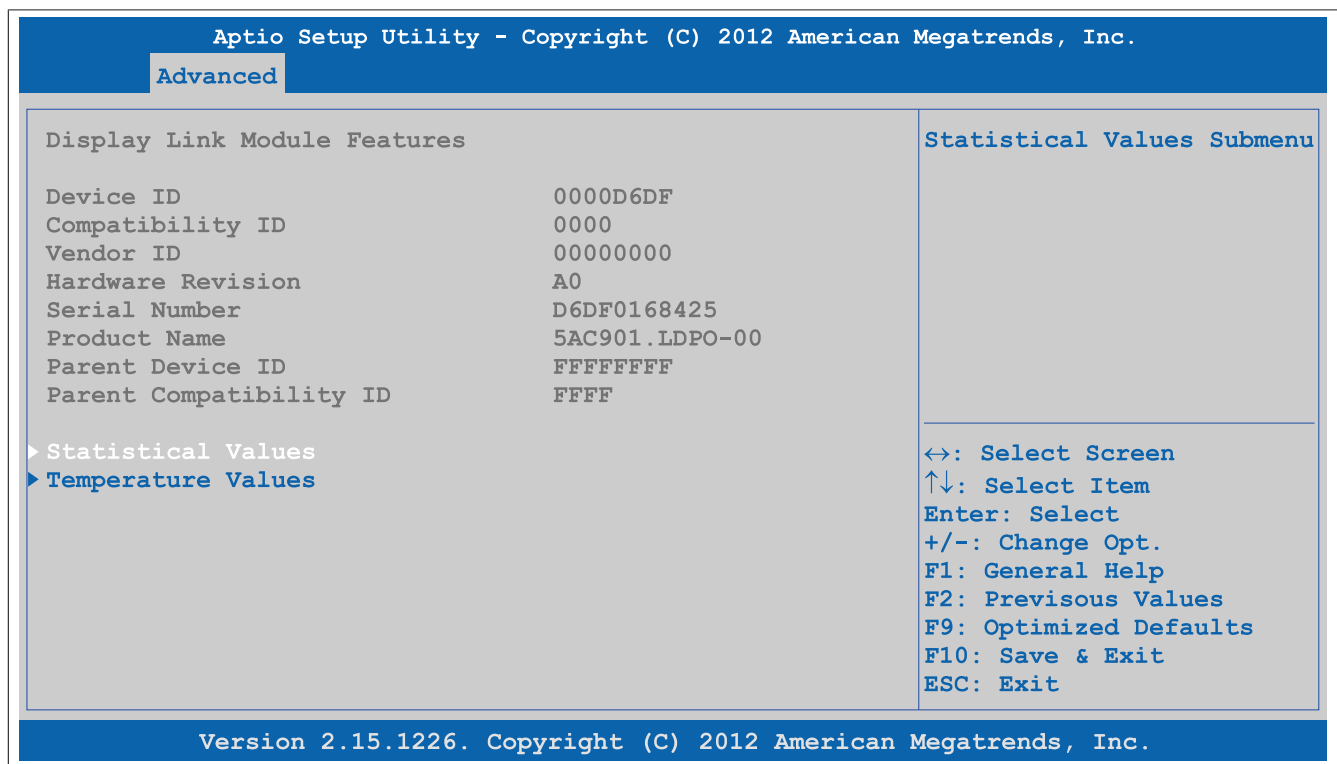 Aptio Setup Utility - Copyright (C) 2012 American Megatrends, Inc.
Advanced
Display Link Module Features
Device ID 0000D6DF
Compatibility ID 0000
Vendor ID 00000000
Hardware Revision A0
Serial Number D6DF0168425
Product Name 5AC901.LDPO-00
Parent Device ID FFFFFFFF
Parent Compatibility ID FFFF
▶ Statistical Values
▶ Temperature Values
Statistical Values Submenu
↔: Select Screen
↑↓: Select Item
Enter: Select
+/-: Change Opt.
F1: General Help
F2: Previsous Values
F9: Optimized Defaults
F10: Save & Exit
ESC: Exit
Version 2.15.1226. Copyright (C) 2012 American Megatrends, Inc.